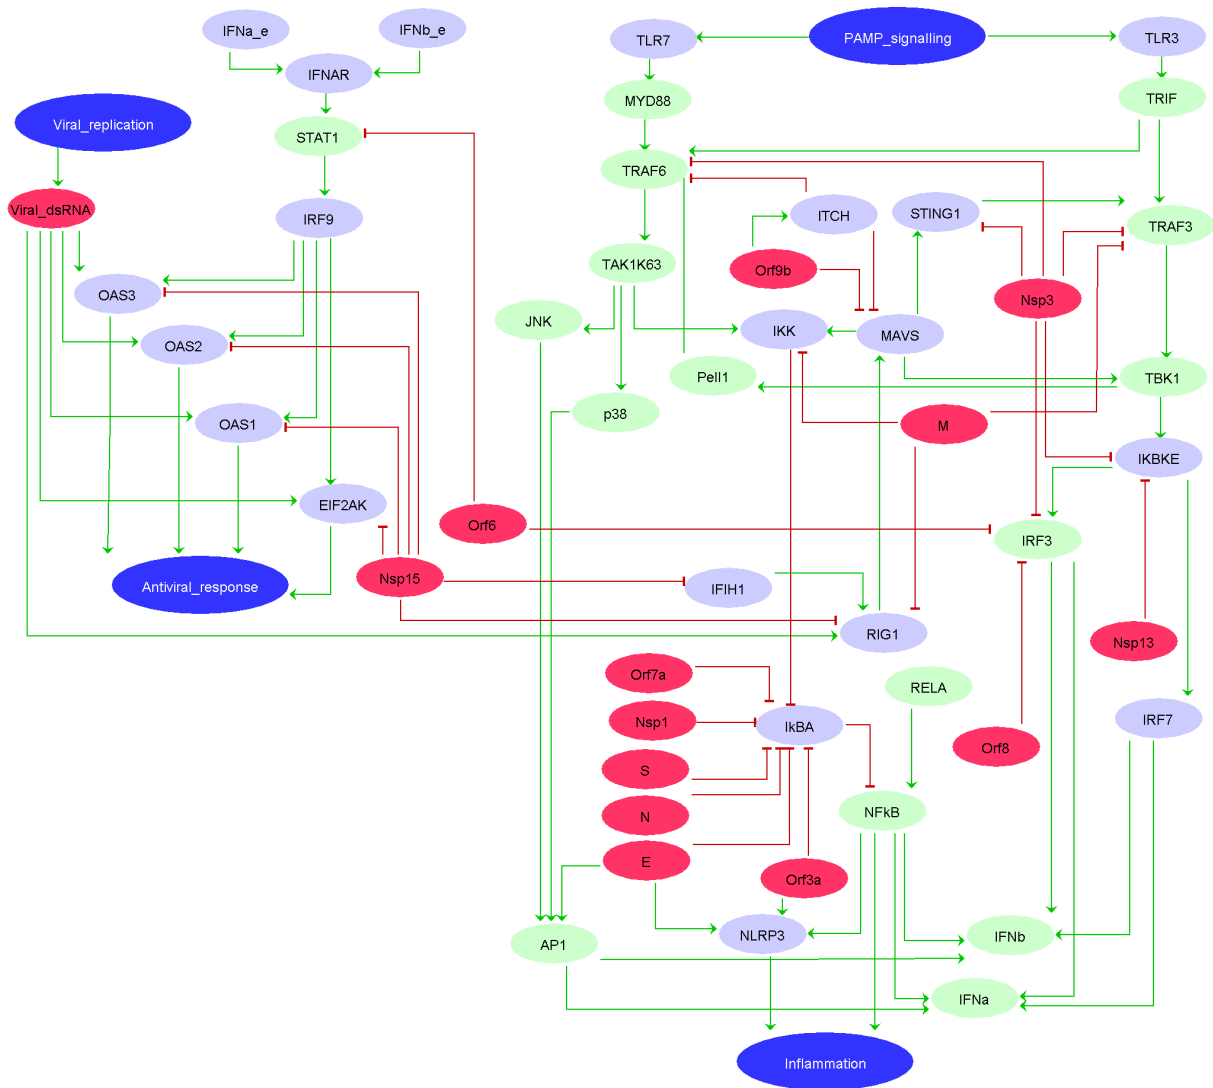 IFNa_e
IFNb_e
TLR7
PAMP_signalling
TLR3
IFNAR
MYD88
TRIF
Viral_replication
STAT1
TRAF6
Viral_dsRNA
IRF9
ITCH
STING1
TRAF3
TAK1K63
Orf9b
OAS3
Nsp3
JNK
IKK
MAVS
OAS2
Pell1
TBK1
p38
OAS1
M
IKBKE
EIF2AK
Orf6
IRF3
Nsp15
Antiviral_response
IFIH1
RIG1
Nsp13
Orf7a
RELA
Nsp1
IkBA
IRF7
Orf8
S
N
NFkB
E
Orf3a
AP1
NLRP3
IFNb
IFNa
Inflammation